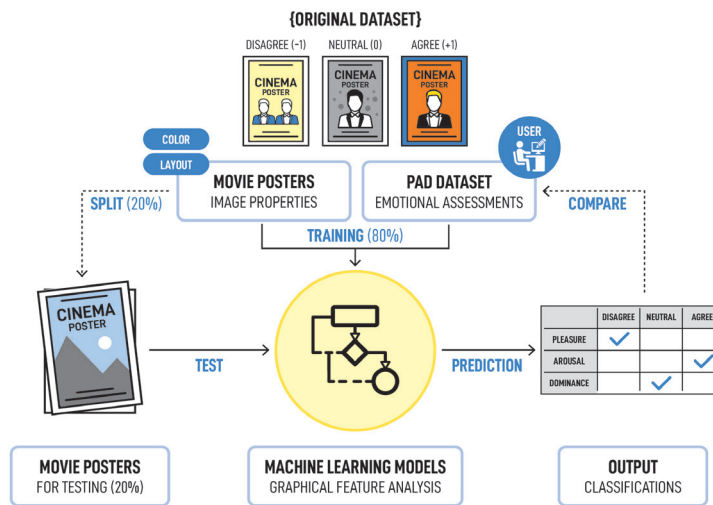 {ORIGINAL DATASET}
DISAGREE (-1)
NEUTRAL (0)
AGREE (+1)
CINEMA
POSTER
CINEMA
POSTER
CINEMA
POSTER
COLOR
LAYOUT
USER
MOVIE POSTERS
IMAGE PROPERTIES
PAD DATASET
EMOTIONAL ASSESSMENTS
SPLIT (20%)
TRAINING (80%)
COMPARE
CINEMA
POSTER
TEST
PREDICTION
DISAGREE NEUTRAL AGREE
PLEASURE
AROUSAL
DOMINANCE
MOVIE POSTERS
FOR TESTING (20%)
MACHINE LEARNING MODELS
GRAPHICAL FEATURE ANALYSIS
OUTPUT
CLASSIFICATIONS